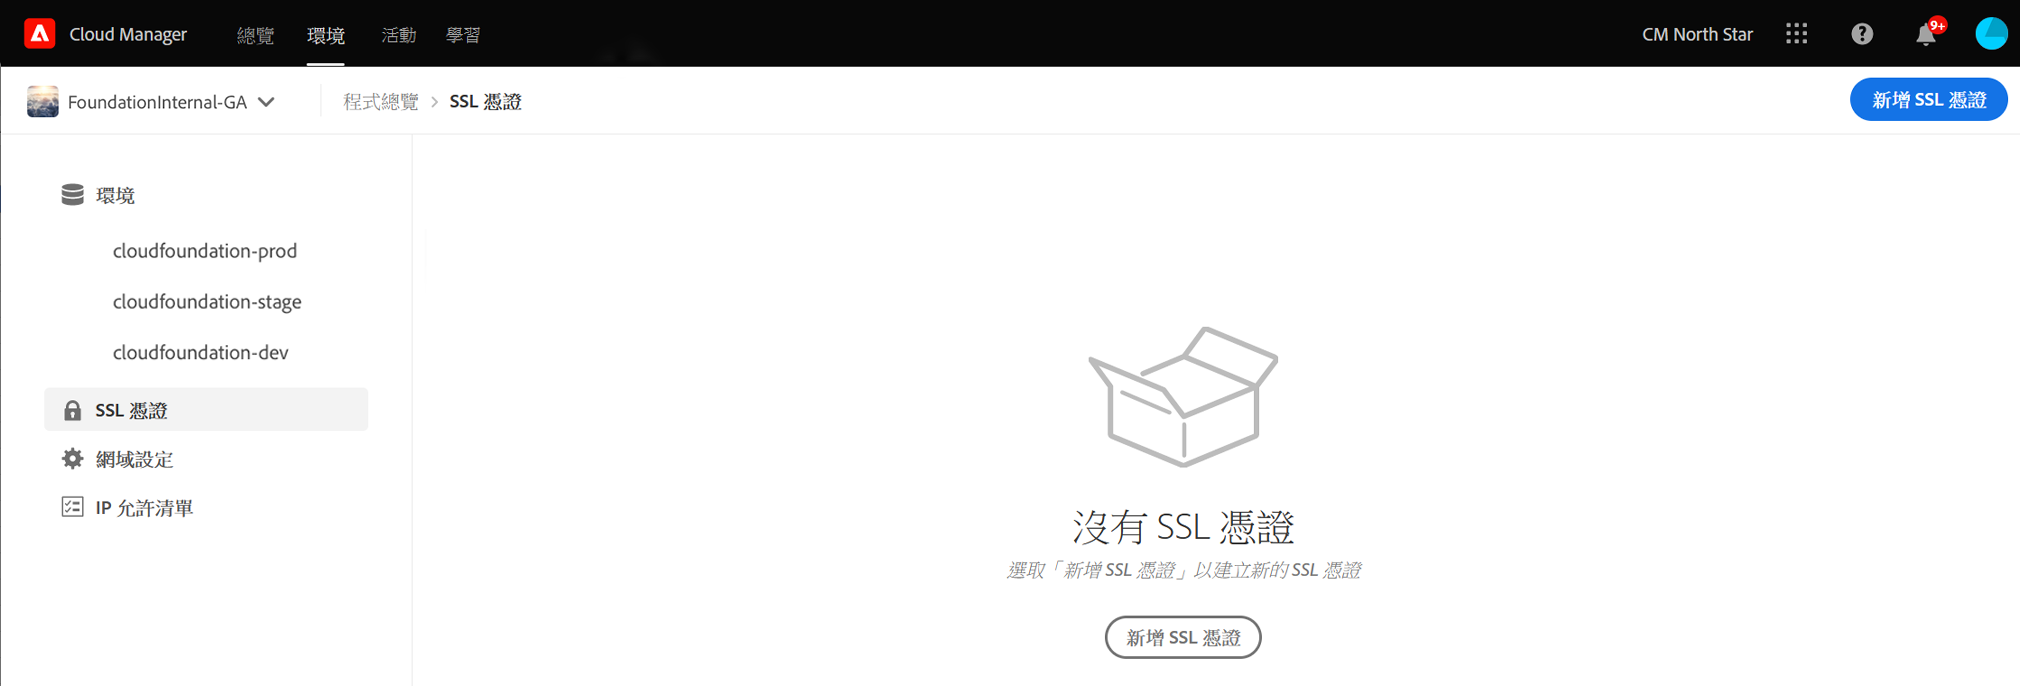 Cloud Manager 總覽 環境 活動 學習 CM North Star 9+
FoundationInternal-GA 程式總覽 > SSL 憑證 新增 SSL 憑證
環境
cloudfoundation-prod
cloudfoundation-stage
cloudfoundation-dev
SSL 憑證
網域設定
IP 允許清單
沒有 SSL 憑證
選取「新增 SSL 憑證」以建立新的 SSL 憑證
新增 SSL 憑證